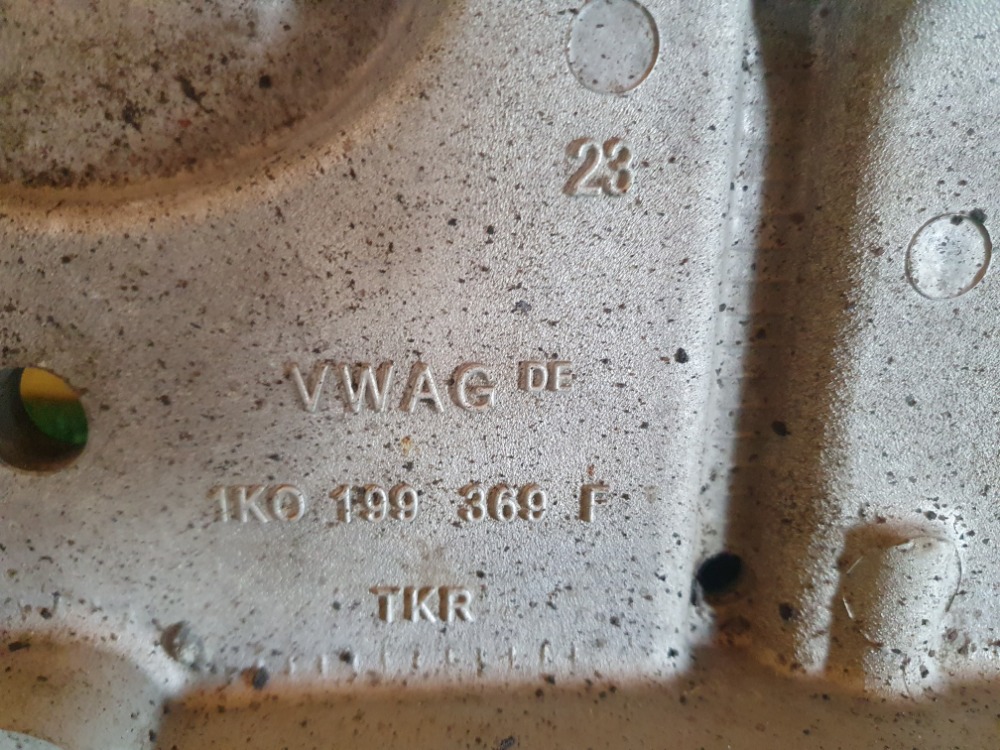 23
VWAG DE
1K0 199 369 F
TKR